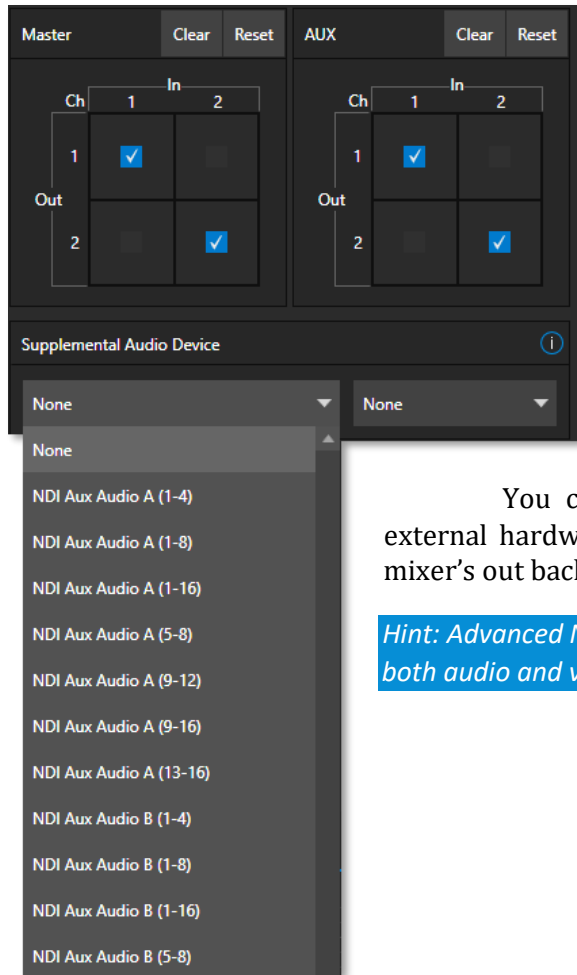 Master Clear Reset
In
Ch 1 2
1
Out
2
AUX Clear Reset
In
Ch 1 2
1
Out
2
Supplemental Audio Device i
None None
None
NDI Aux Audio A (1-4)
NDI Aux Audio A (1-8)
NDI Aux Audio A (1-16)
NDI Aux Audio A (5-8)
NDI Aux Audio A (9-12)
NDI Aux Audio A (9-16)
NDI Aux Audio A (13-16)
NDI Aux Audio B (1-4)
NDI Aux Audio B (1-8)
NDI Aux Audio B (1-16)
NDI Aux Audio B (5-8)
You
external
mixer's out
Hint: Advanced
both audio and